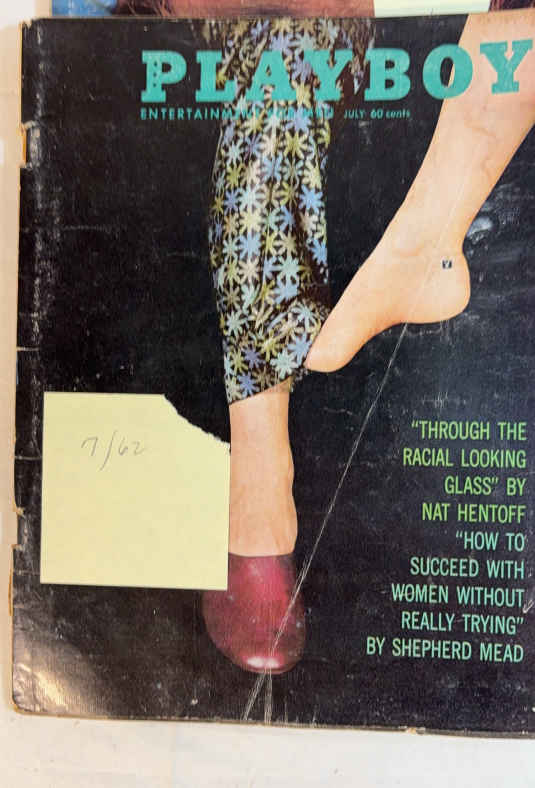 PLAYBOY
ENTERTAINMENT FOR MEN JULY 60 cents
7/62
"THROUGH THE
RACIAL LOOKING
GLASS" BY
NAT HENTOFF
"HOW TO
SUCCEED WITH
WOMEN WITHOUT
REALLY TRYING"
BY SHEPHERD MEAD